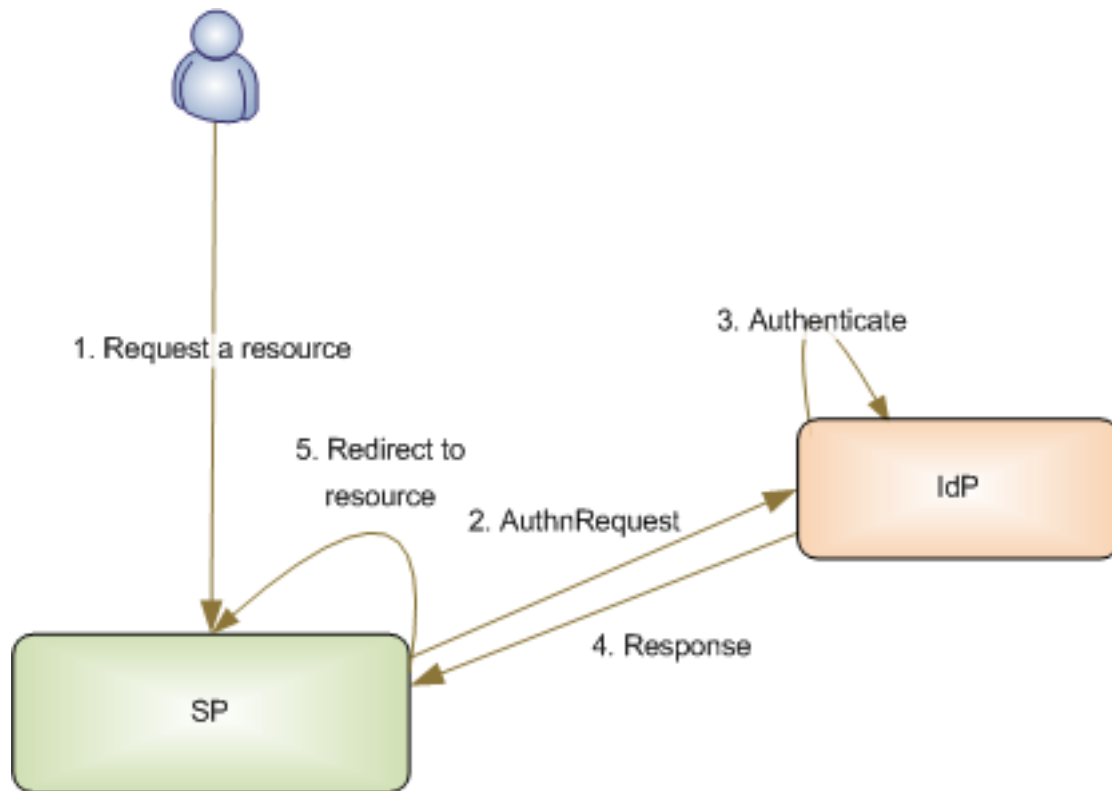 1. Request a resource
3. Authenticate
5. Redirect to
resource
IdP
2. AuthnRequest
4. Response
SP